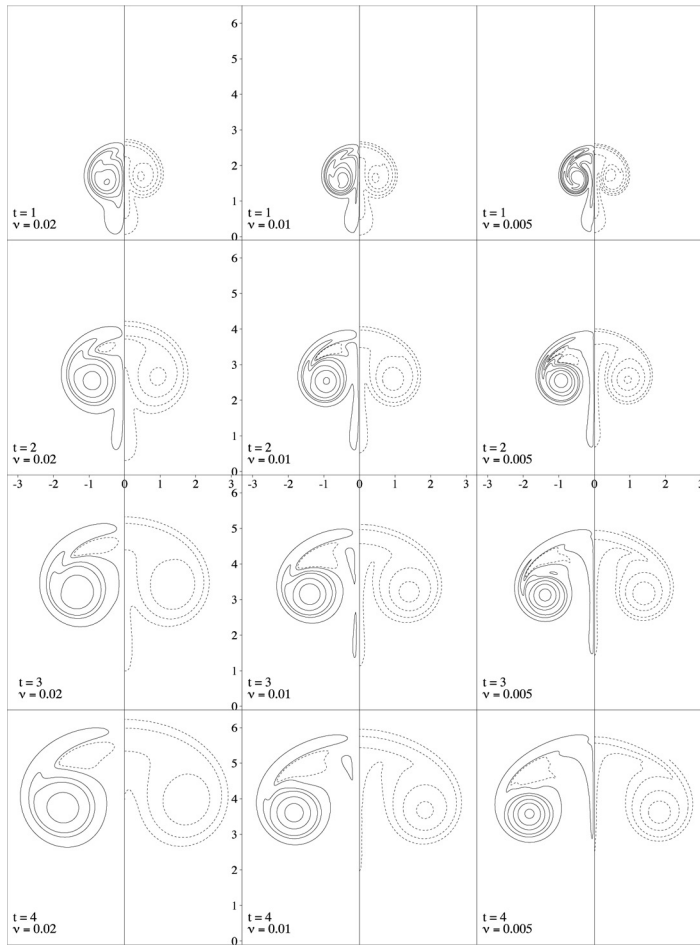 6
5
4
3
2
1
0
t = 1
ν = 0.02
t = 1
ν = 0.01
t = 1
ν = 0.005
6
5
4
3
2
1
0
t = 2
ν = 0.02
t = 2
ν = 0.01
t = 2
ν = 0.005
-3 -2 -1 0 1 2 3 -2 -1 0 1 2 3 -2 -1 0 1 2 3
6
5
4
3
2
1
0
t = 3
ν = 0.02
t = 3
ν = 0.01
t = 3
ν = 0.005
6
5
4
3
2
1
0
t = 4
ν = 0.02
t = 4
ν = 0.01
t = 4
ν = 0.005